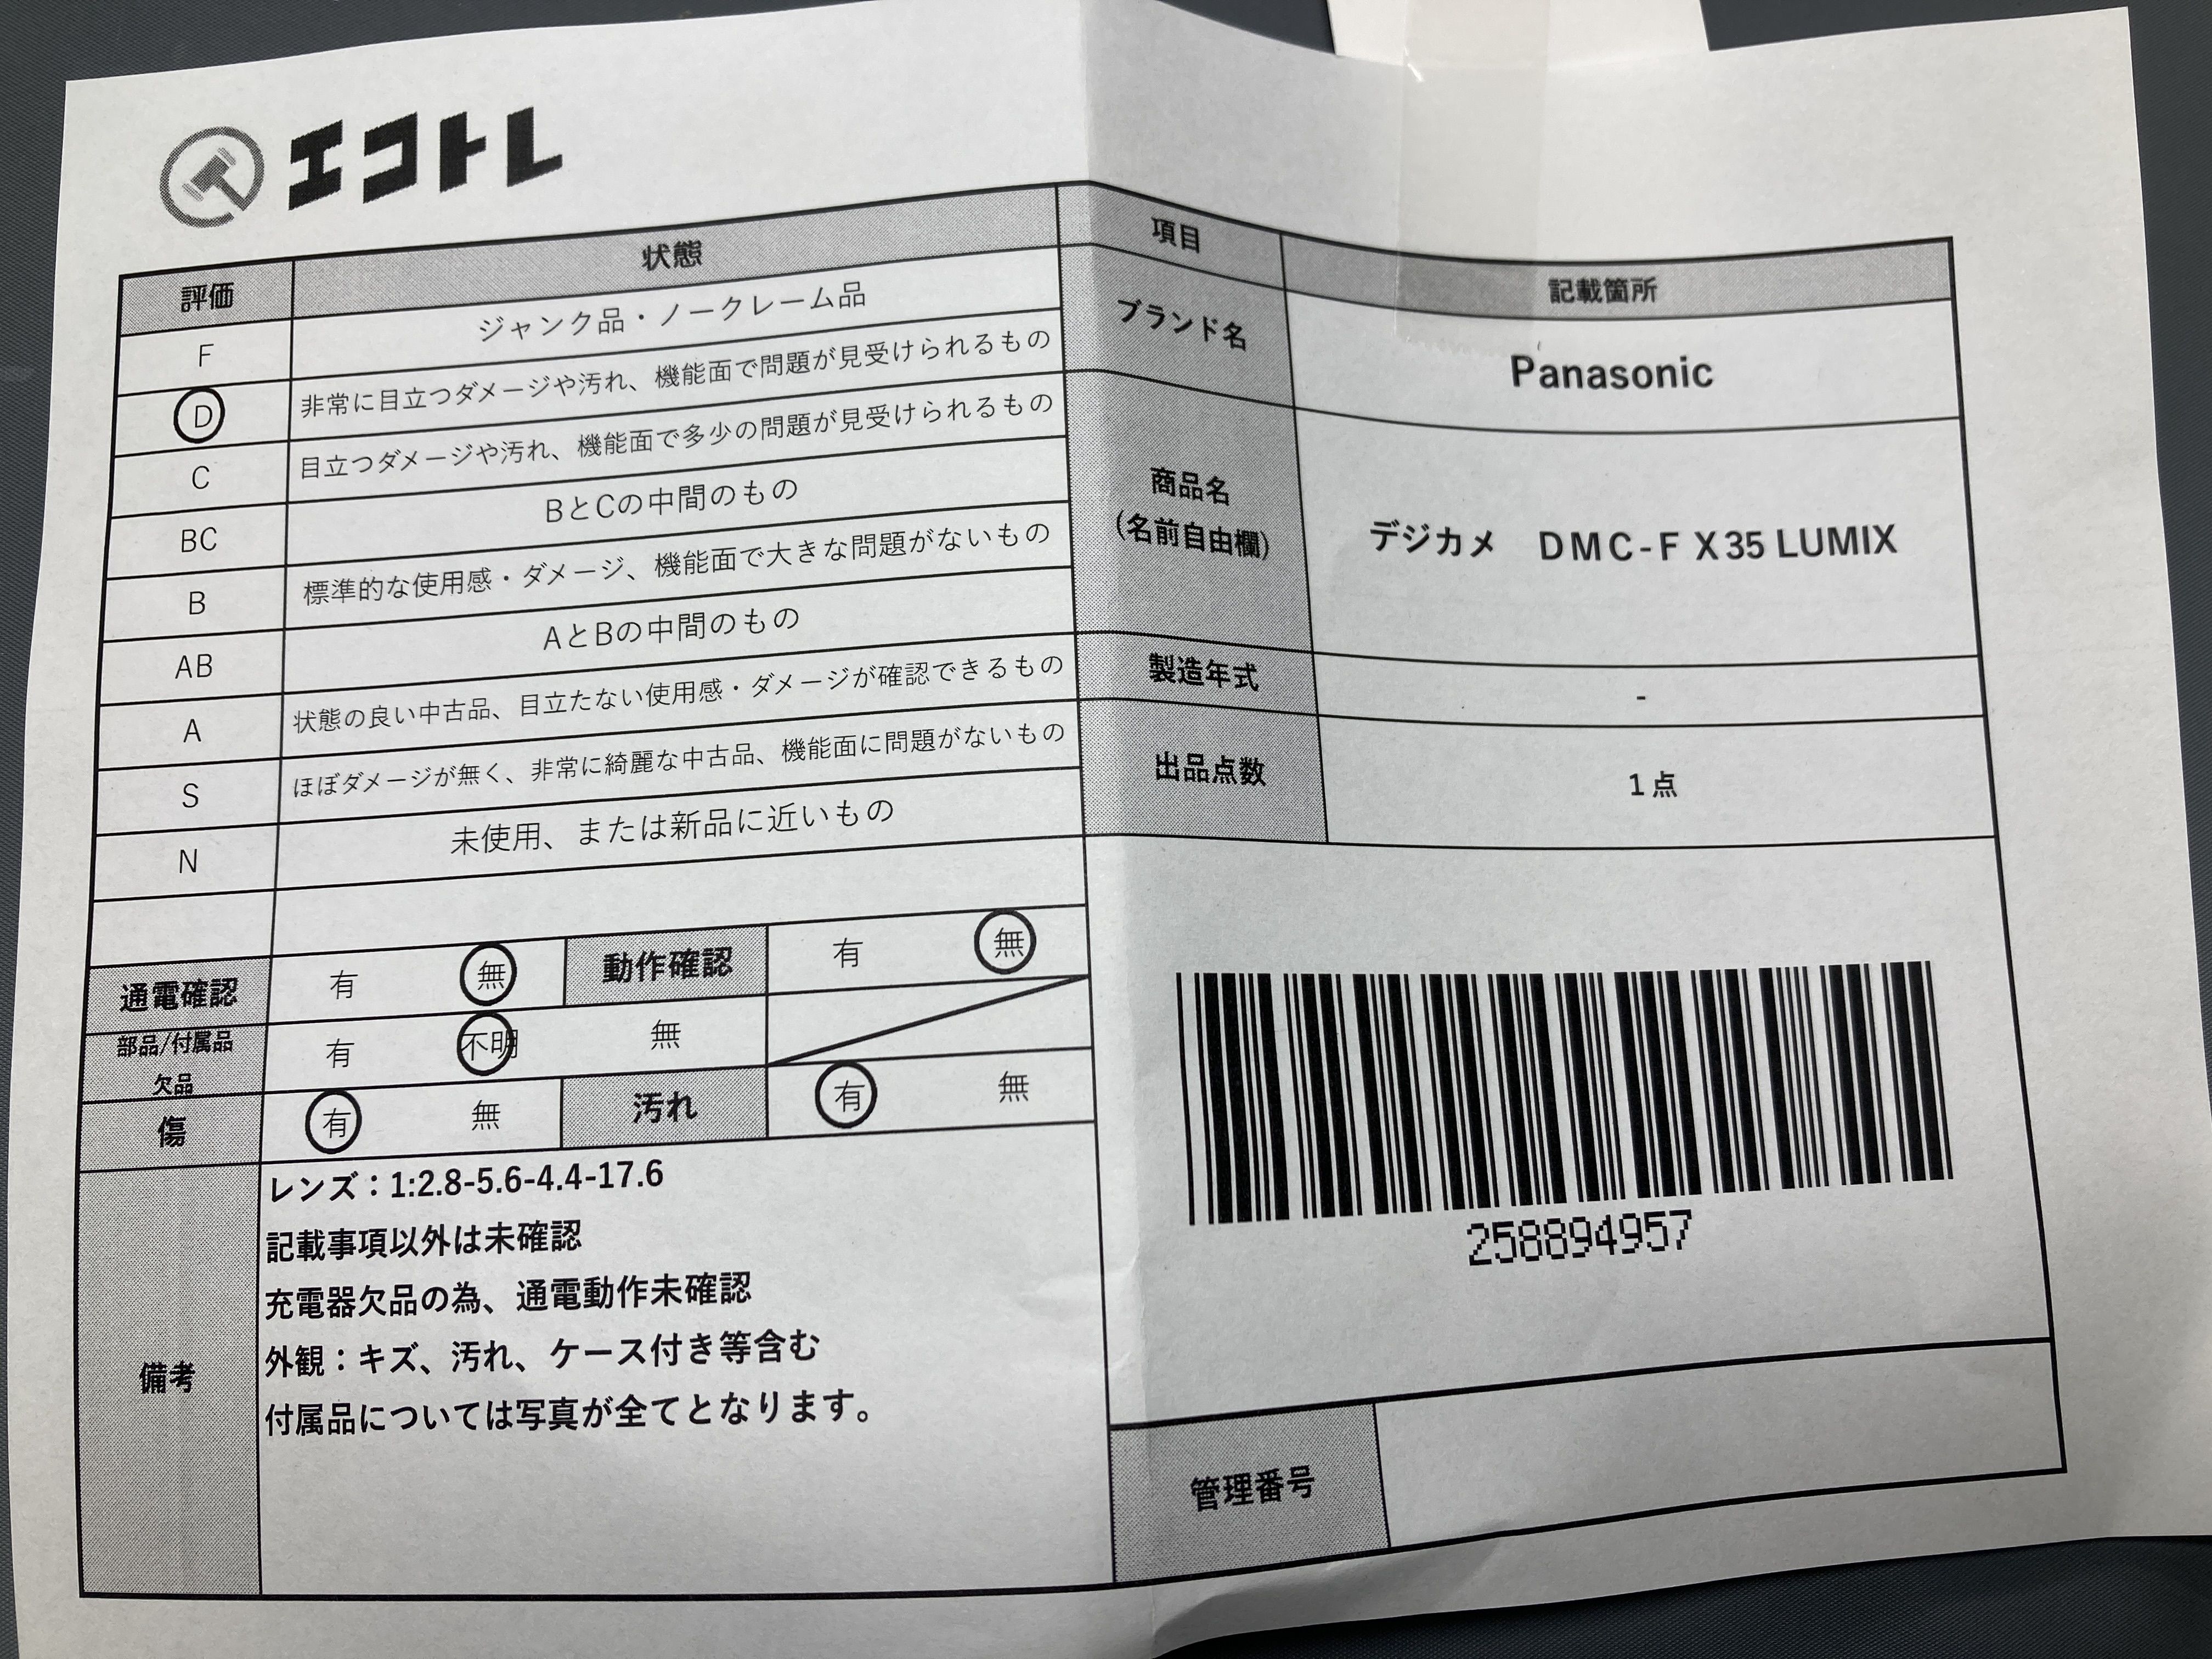 エコトレ
評価 状態
F ジャンク品・ノークレーム品
D 非常に目立つダメージや汚れ、機能面で問題が見受けられるもの
C 目立つダメージや汚れ、機能面で多少の問題が見受けられるもの
BC BとCの中間のもの
B 標準的な使用感・ダメージ、機能面で大きな問題がないもの
AB AとBの中間のもの
A 状態の良い中古品、目立たない使用感・ダメージが確認できるもの
S ほぼダメージが無く、非常に綺麗な中古品、機能面に問題がないもの
N 未使用、または新品に近いもの
通電確認 有 無 動作確認 有 無
部品/付属品
欠品 有 不明 無
傷 有 無 汚れ 有 無
備考
レンズ：1:2.8-5.6-4.4-17.6
記載事項以外は未確認
充電器欠品の為、通電動作未確認
外観：キズ、汚れ、ケース付き等含む
付属品については写真が全てとなります。
項目 記載箇所
ブランド名 Panasonic
商品名
(名前自由欄) デジカメ DMC-F X35 LUMIX
製造年式 -
出品点数 1点
258894957
管理番号